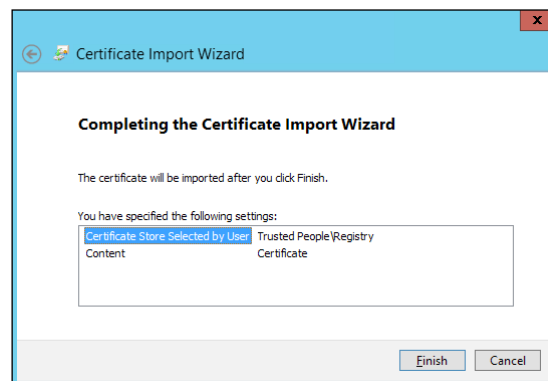 x
Certificate Import Wizard
Completing the Certificate Import Wizard
The certificate will be imported after you click Finish.
You have specified the following settings:
Certificate Store Selected by User Trusted People\Registry
Content Certificate
Finish Cancel